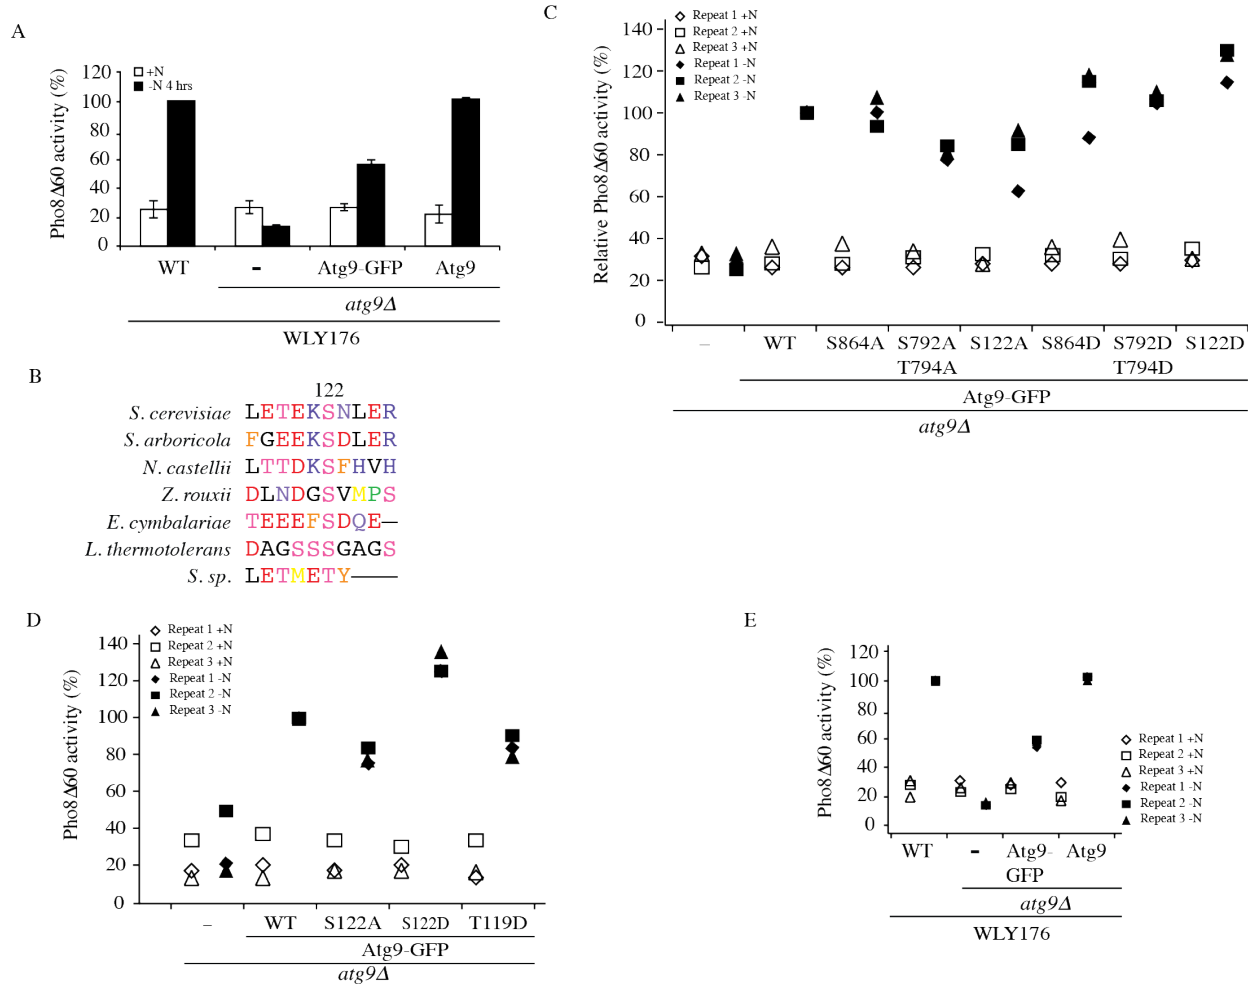 A
Pho8Δ60 activity (%)
120
100
80
60
40
20
0
+N
-N 4 hrs
WT
-
Atg9-GFP
Atg9
atg9Δ
WLY176
B
122
S. cerevisiae LETEKSNLER
S. arboricola FGEEKSDLER
N. castellii LTTDKSFHVH
Z. rouxii DLNDGSVMPS
E. cymbalariae TEEEFSDQE—
L. thermotolerans DAGSSSGAGS
S. sp. LETMETY———
C
Relative Pho8Δ60 activity (%)
140
120
100
80
60
40
20
0
Repeat 1 +N
Repeat 2 +N
Repeat 3 +N
Repeat 1 -N
Repeat 2 -N
Repeat 3 -N
– WT S864A S792A S122A S864D S792D S122D
T794A T794D
Atg9-GFP
atg9Δ
D
Pho8Δ60 activity (%)
140
120
100
80
60
40
20
0
Repeat 1 +N
Repeat 2 +N
Repeat 3 +N
Repeat 1 -N
Repeat 2 -N
Repeat 3 -N
– WT S122A S122D T119D
Atg9-GFP
atg9Δ
E
Pho8Δ60 activity (%)
120
100
80
60
40
20
0
Repeat 1 +N
Repeat 2 +N
Repeat 3 +N
Repeat 1 -N
Repeat 2 -N
Repeat 3 -N
WT - Atg9- Atg9
GFP
atg9Δ
WLY176